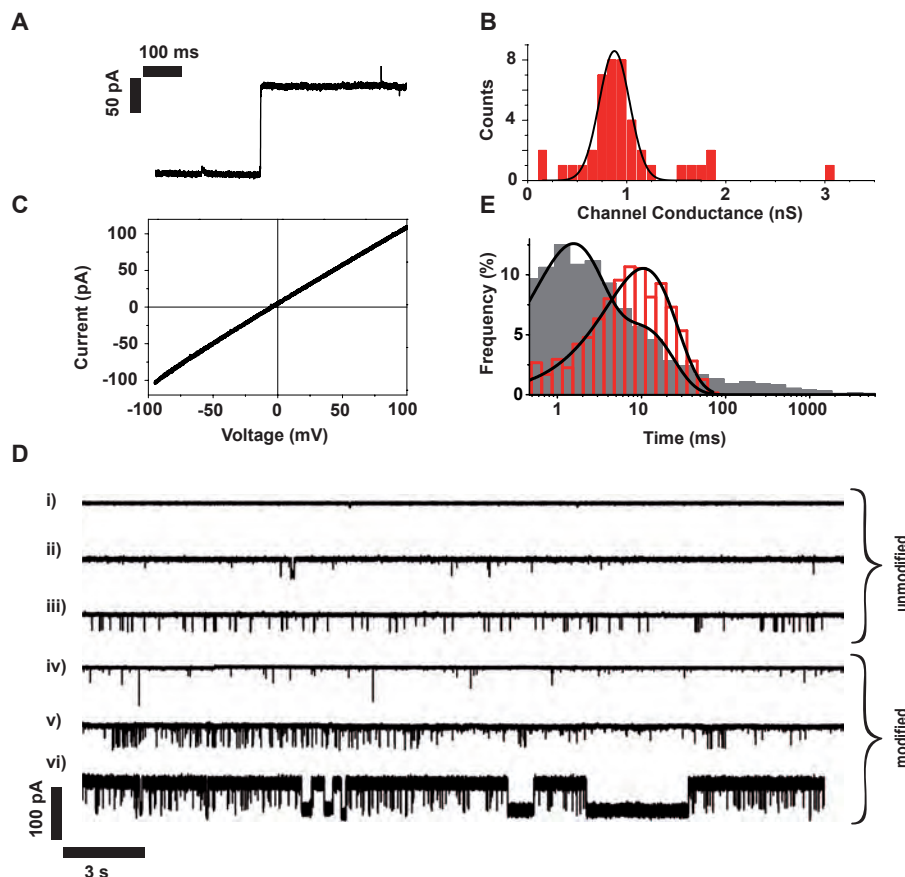 A
100 ms
50 pA
B
8
4
0
Counts
0
1
2
3
Channel Conductance (nS)
C
100
50
0
-50
-100
Current (pA)
-100
-50
0
50
100
Voltage (mV)
E
10
5
0
Frequency (%)
1
10
100
1000
Time (ms)
D
i)
ii)
iii)
unmodified
iv)
v)
vi)
modified
100 pA
3 s